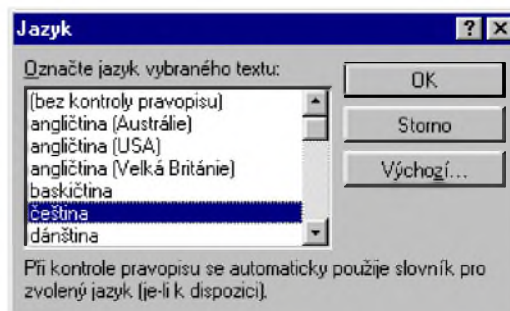 Jazyk
Označte jazyk vybraného textu:
(bez kontroly pravopisu)
angličtina (Austrálie)
angličtina (USA)
angličtina (Velká Británie)
baskičtina
čeština
dánština
OK
Storno
Výchozí...
Při kontrole pravopisu se automaticky použije slovník pro
zvolený jazyk (je-li k dispozici).